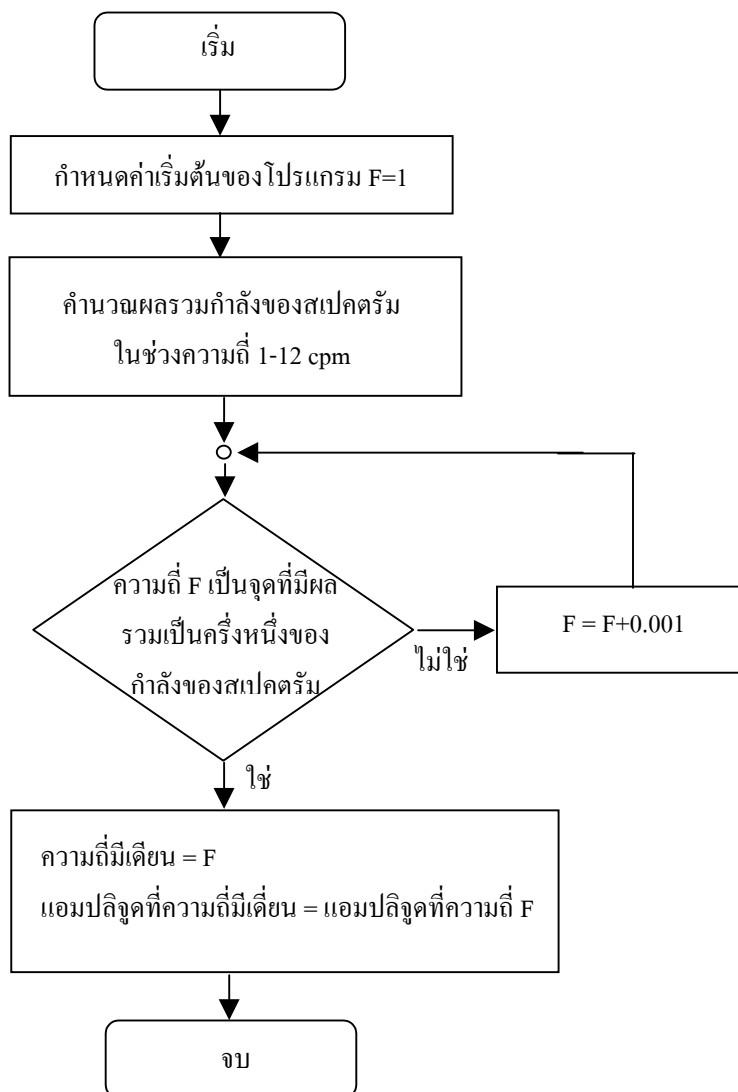 เริ่ม
กำหนดค่าเริ่มต้นของโปรแกรม F=1
คำนวณผลรวมกำลังของสเปคตรัม
ในช่วงความถี่ 1-12 cpm
ความถี่ F เป็นจุดที่มีผล
รวมเป็นครึ่งหนึ่งของ
กำลังของสเปคตรัม
ไม่ใช่
F = F+0.001
ใช่
ความถี่มีเดียน = F
แอมปลิจูดที่ความถี่มีเดี่ยน = แอมปลิจูดที่ความถี่ F
จบ